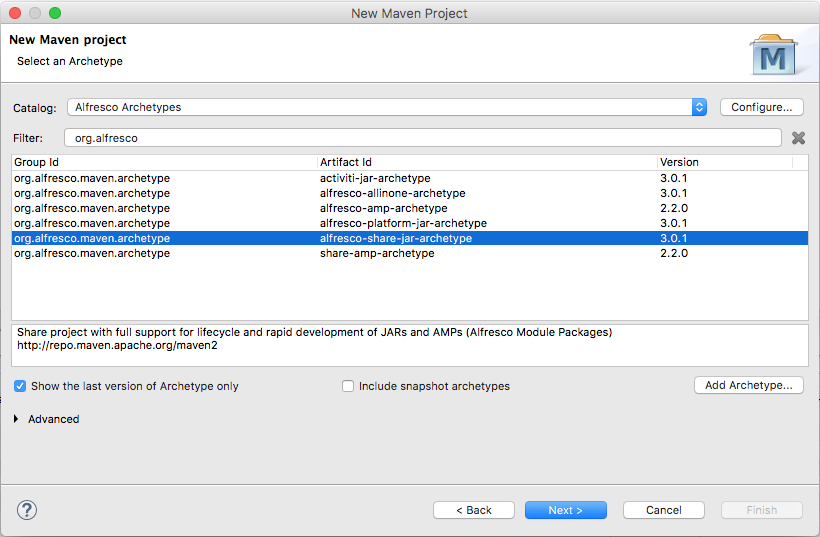 New Maven Project
New Maven project
Select an Archetype
M
Catalog: Alfresco Archetypes Configure...
Filter: org.alfresco
Group Id Artifact Id Version
org.alfresco.maven.archetype activiti-jar-archetype 3.0.1
org.alfresco.maven.archetype alfresco-allinone-archetype 3.0.1
org.alfresco.maven.archetype alfresco-amp-archetype 2.2.0
org.alfresco.maven.archetype alfresco-platform-jar-archetype 3.0.1
org.alfresco.maven.archetype alfresco-share-jar-archetype 3.0.1
org.alfresco.maven.archetype share-amp-archetype 2.2.0
Share project with full support for lifecycle and rapid development of JARs and AMPs (Alfresco Module Packages)
http://repo.maven.apache.org/maven2
Show the last version of Archetype only Include snapshot archetypes Add Archetype...
Advanced
? < Back Next > Cancel Finish